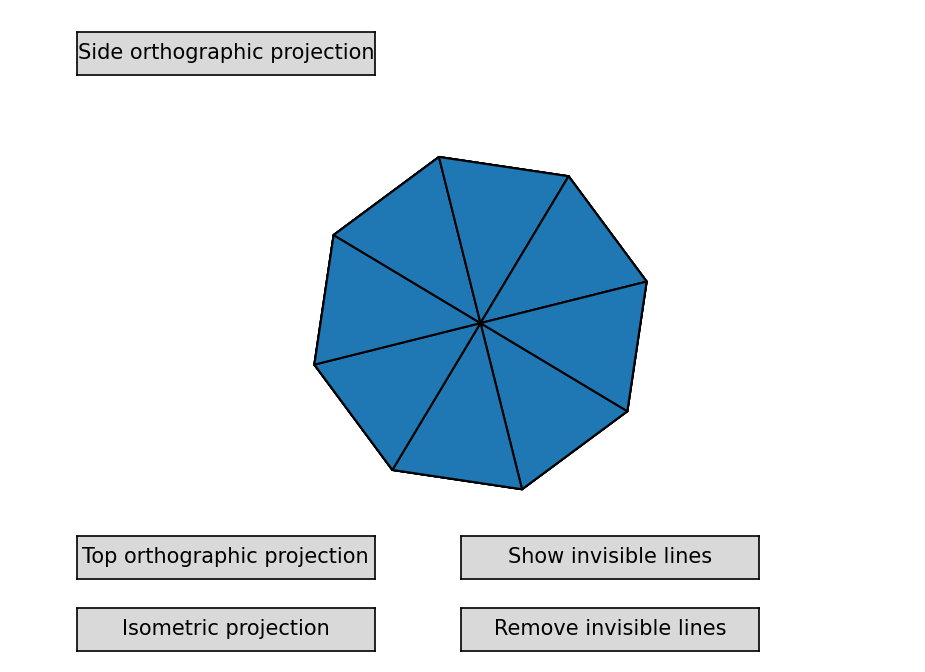 Side orthographic projection
Top orthographic projection
Show invisible lines
Isometric projection
Remove invisible lines